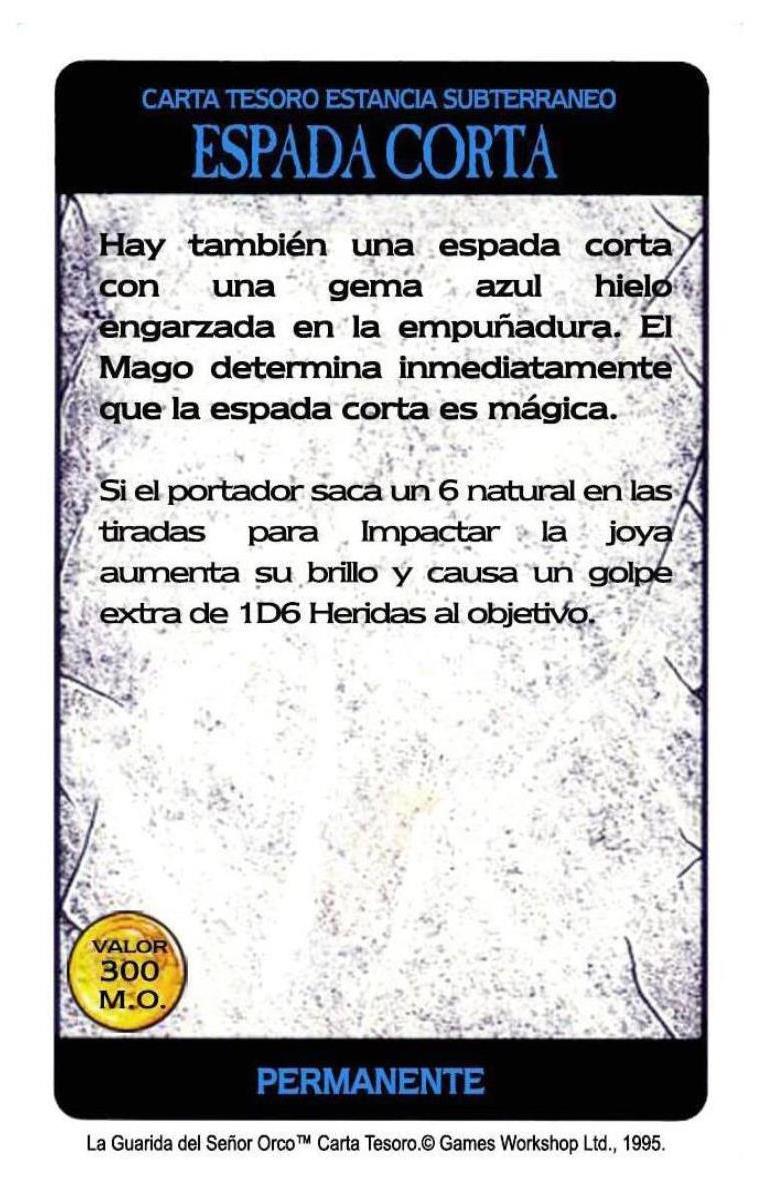 CARTA TESORO ESTANCIA SUBTERRANEO
ESPADA CORTA
Hay también una espada corta
con una gema azul hielo
engarzada en la empuñadura. El
Mago determina inmediatamente
que la espada corta es mágica.
Si el portador saca un 6 natural en las
tiradas para Impactar la joya
aumenta su brillo y causa un golpe
extra de 1D6 Heridas al objetivo.
VALOR
300
M.O.
PERMANENTE
La Guarida del Señor Orco™ Carta Tesoro.© Games Workshop Ltd., 1995.